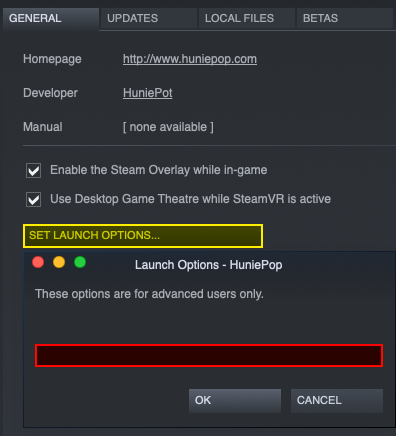 GENERAL UPDATES LOCAL FILES BETAS
Homepage http://www.huniepop.com
Developer HuniePot
Manual [ none available ]
Enable the Steam Overlay while in-game
Use Desktop Game Theatre while SteamVR is active
SET LAUNCH OPTIONS...
Launch Options - HuniePop
These options are for advanced users only.
OK CANCEL